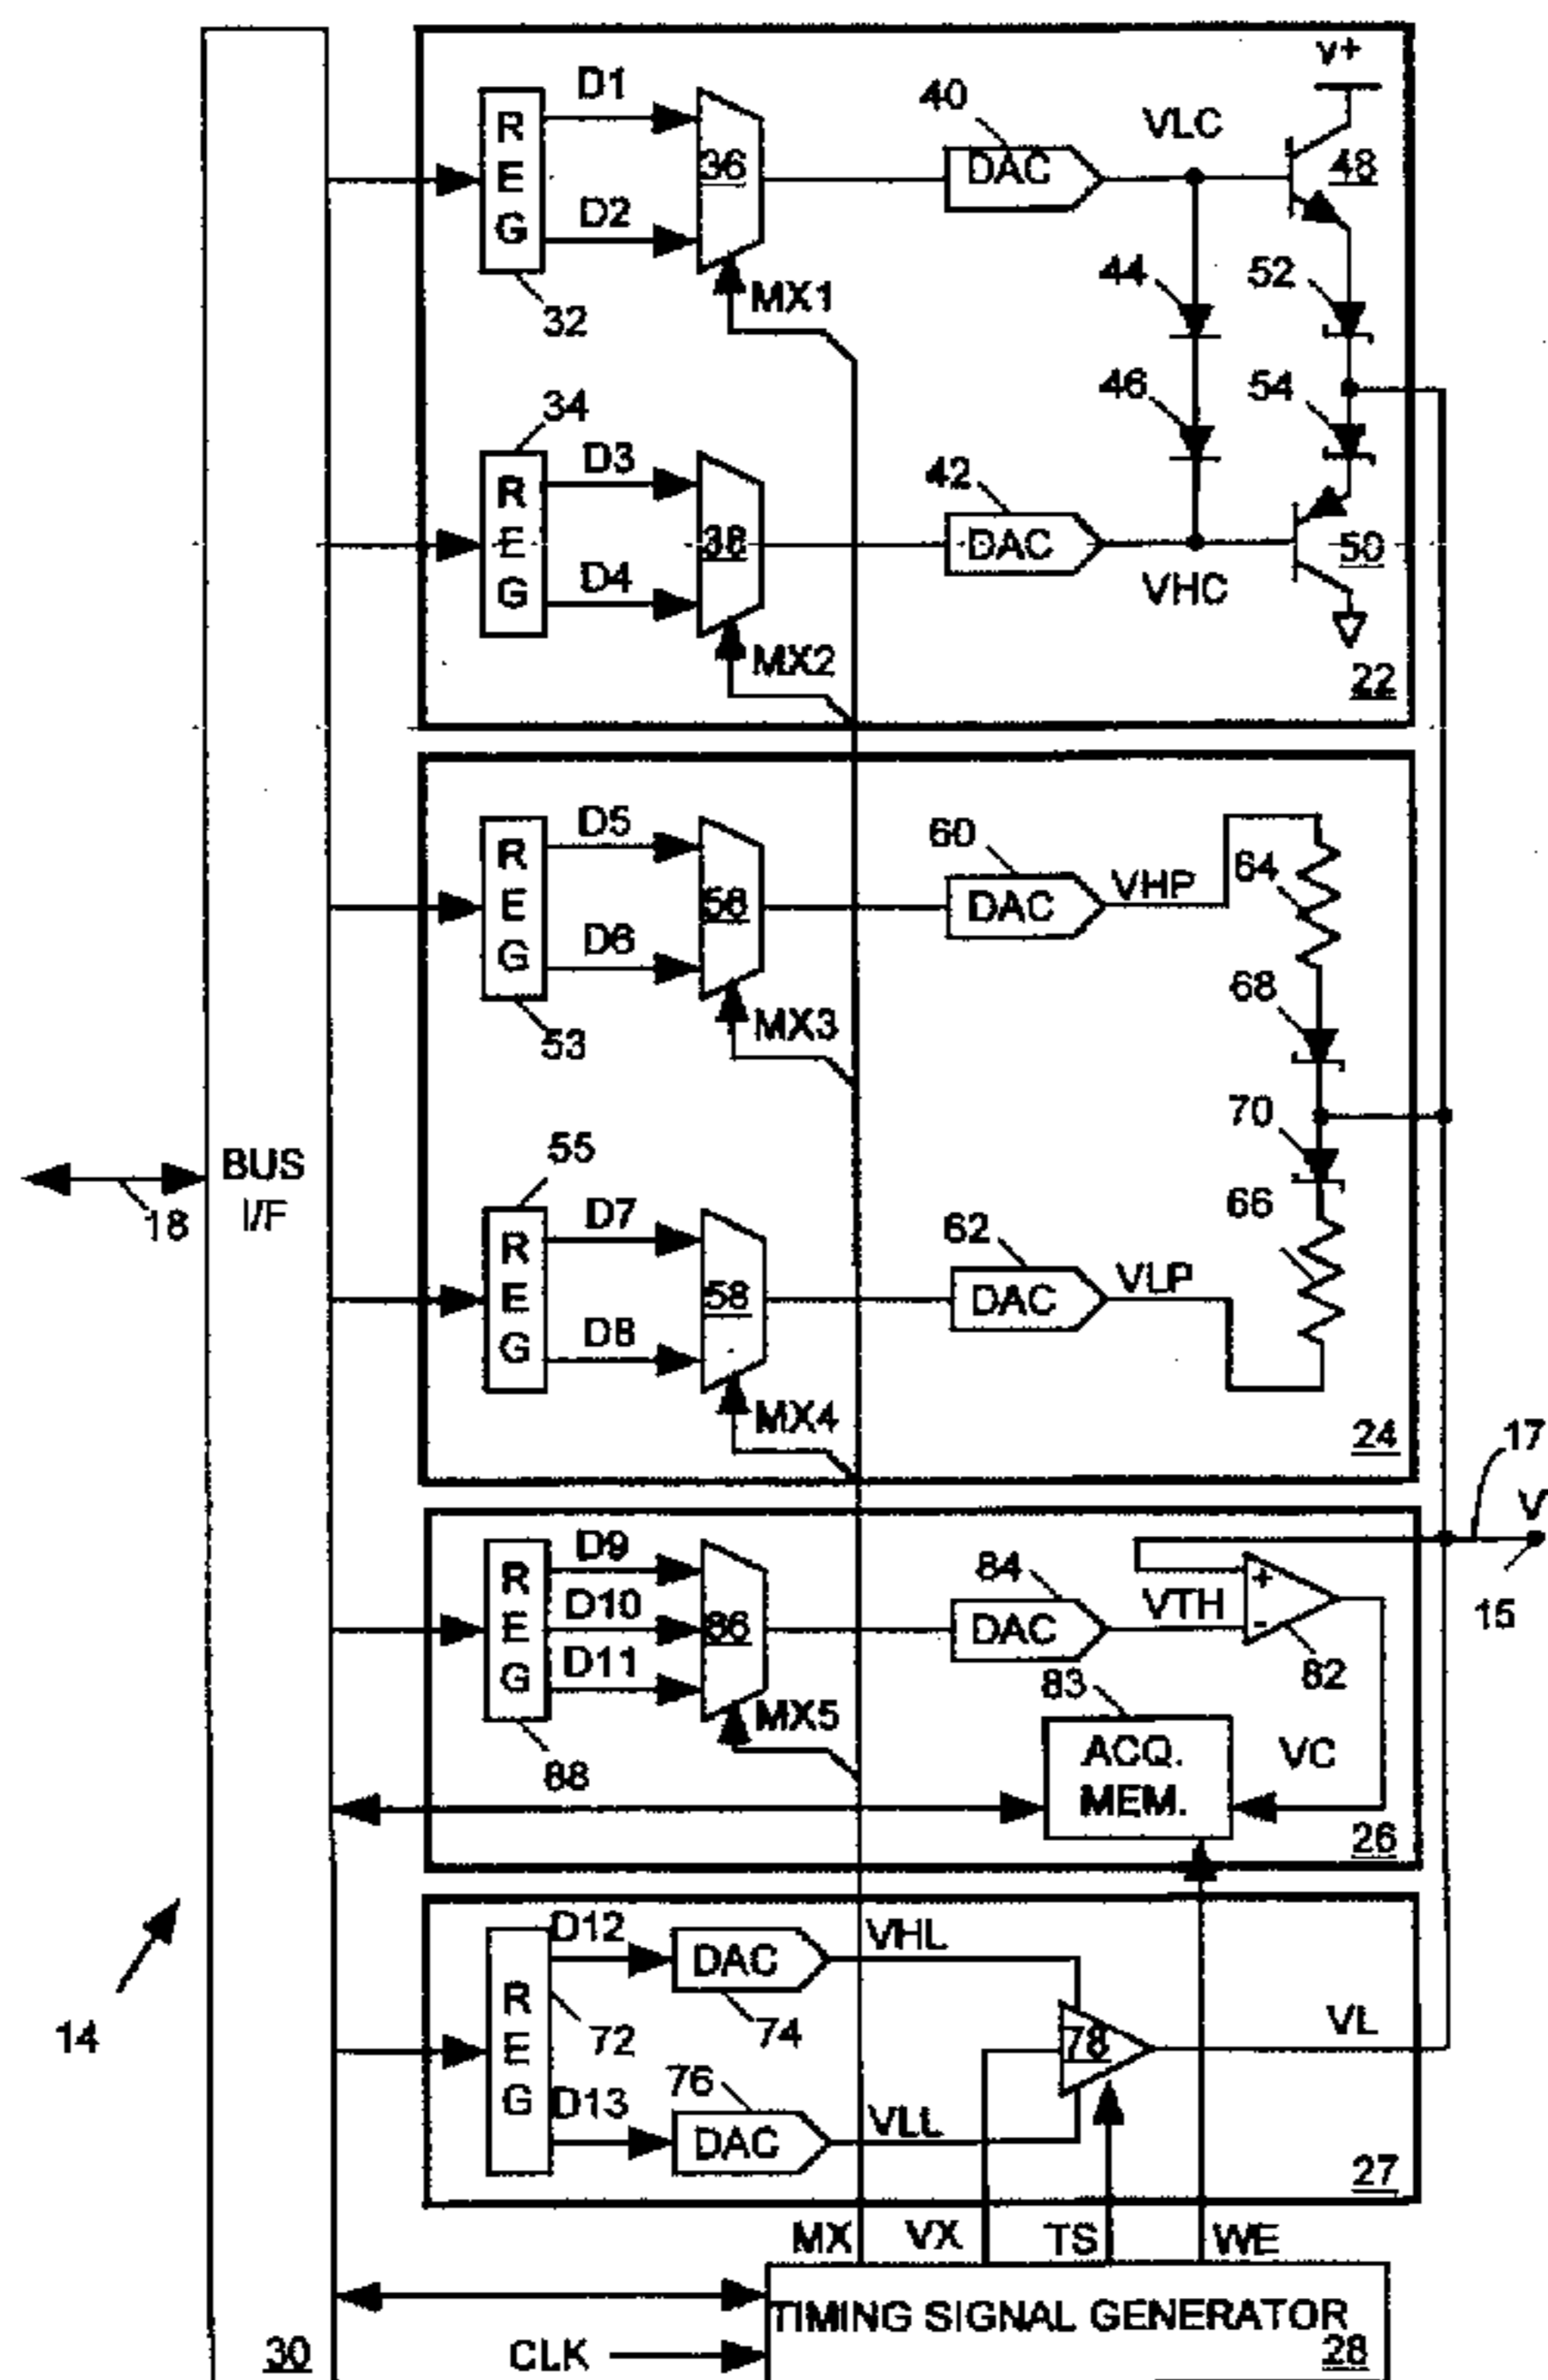 V+
D1
40
VLC
R
E
G
36
DAC
48
D2
44
52
MX1
32
34
46
54
D3
42
R
E
G
38
DAC
50
D4
VHC
MX2
22
D5
60
R
E
G
58
DAC
VHP
64
D6
68
MX3
53
70
BUS
I/F
18
55
66
D7
62
VLP
R
E
G
58
DAC
D8
MX4
24
17
V
D9
84
R
E
G
D10
86
DAC
VTH
+
-
15
D11
83
82
MX5
88
ACQ.
MEM.
VC
26
D12
DAC
VHL
R
E
G
72
74
78
VL
14
76
D13
DAC
VLL
27
MX
VX
TS
WE
TIMING SIGNAL GENERATOR
30
CLK
28